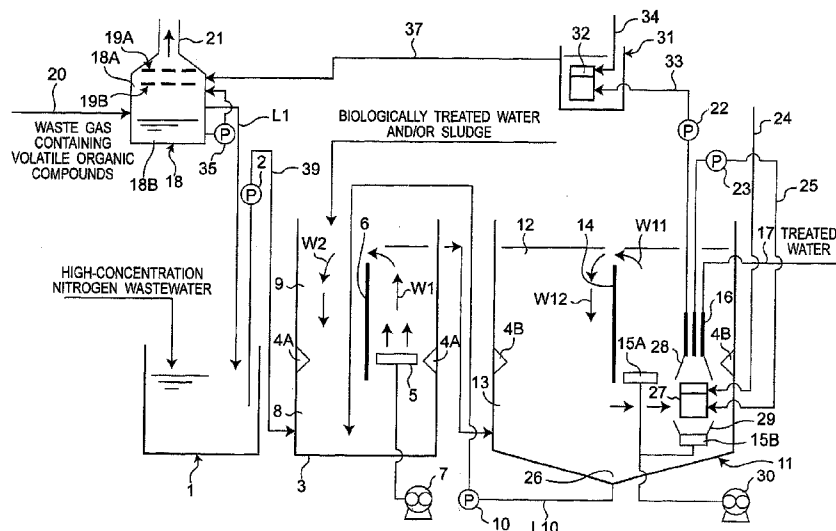 34
21
37
32
31
19A
18A
33
19B
22
24
20
L1
BIOLOGICALLY TREATED WATER
AND/OR SLUDGE
P
WASTE GAS
CONTAINING
VOLATILE ORGANIC
COMPOUNDS
P
35
2
39
P
23
25
18B
18
P
6
12
14
W11
17
TREATED
WATER
W2
HIGH-CONCENTRATION
NITROGEN WASTEWATER
9
W1
W12
16
4A
4A
4B
15A
28
4B
5
13
27
8
29
15B
7
26
11
30
1
3
P
10
L10